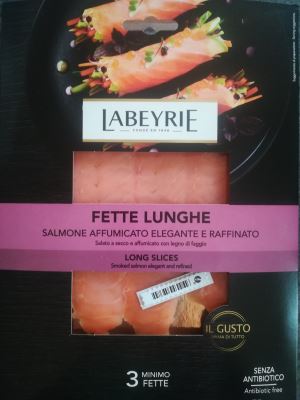 LABEYRIE
FONDÉ EN 1946
FETTE LUNGHE
SALMONE AFFUMICATO ELEGANTE E RAFFINATO
Salato a secco e affumicato con legno di faggio
LONG SLICES
Smoked salmon elegant and refined
IL GUSTO
PRIMA DI TUTTO
3 MINIMO
FETTE
SENZA
ANTIBIOTICO
Antibiotic free